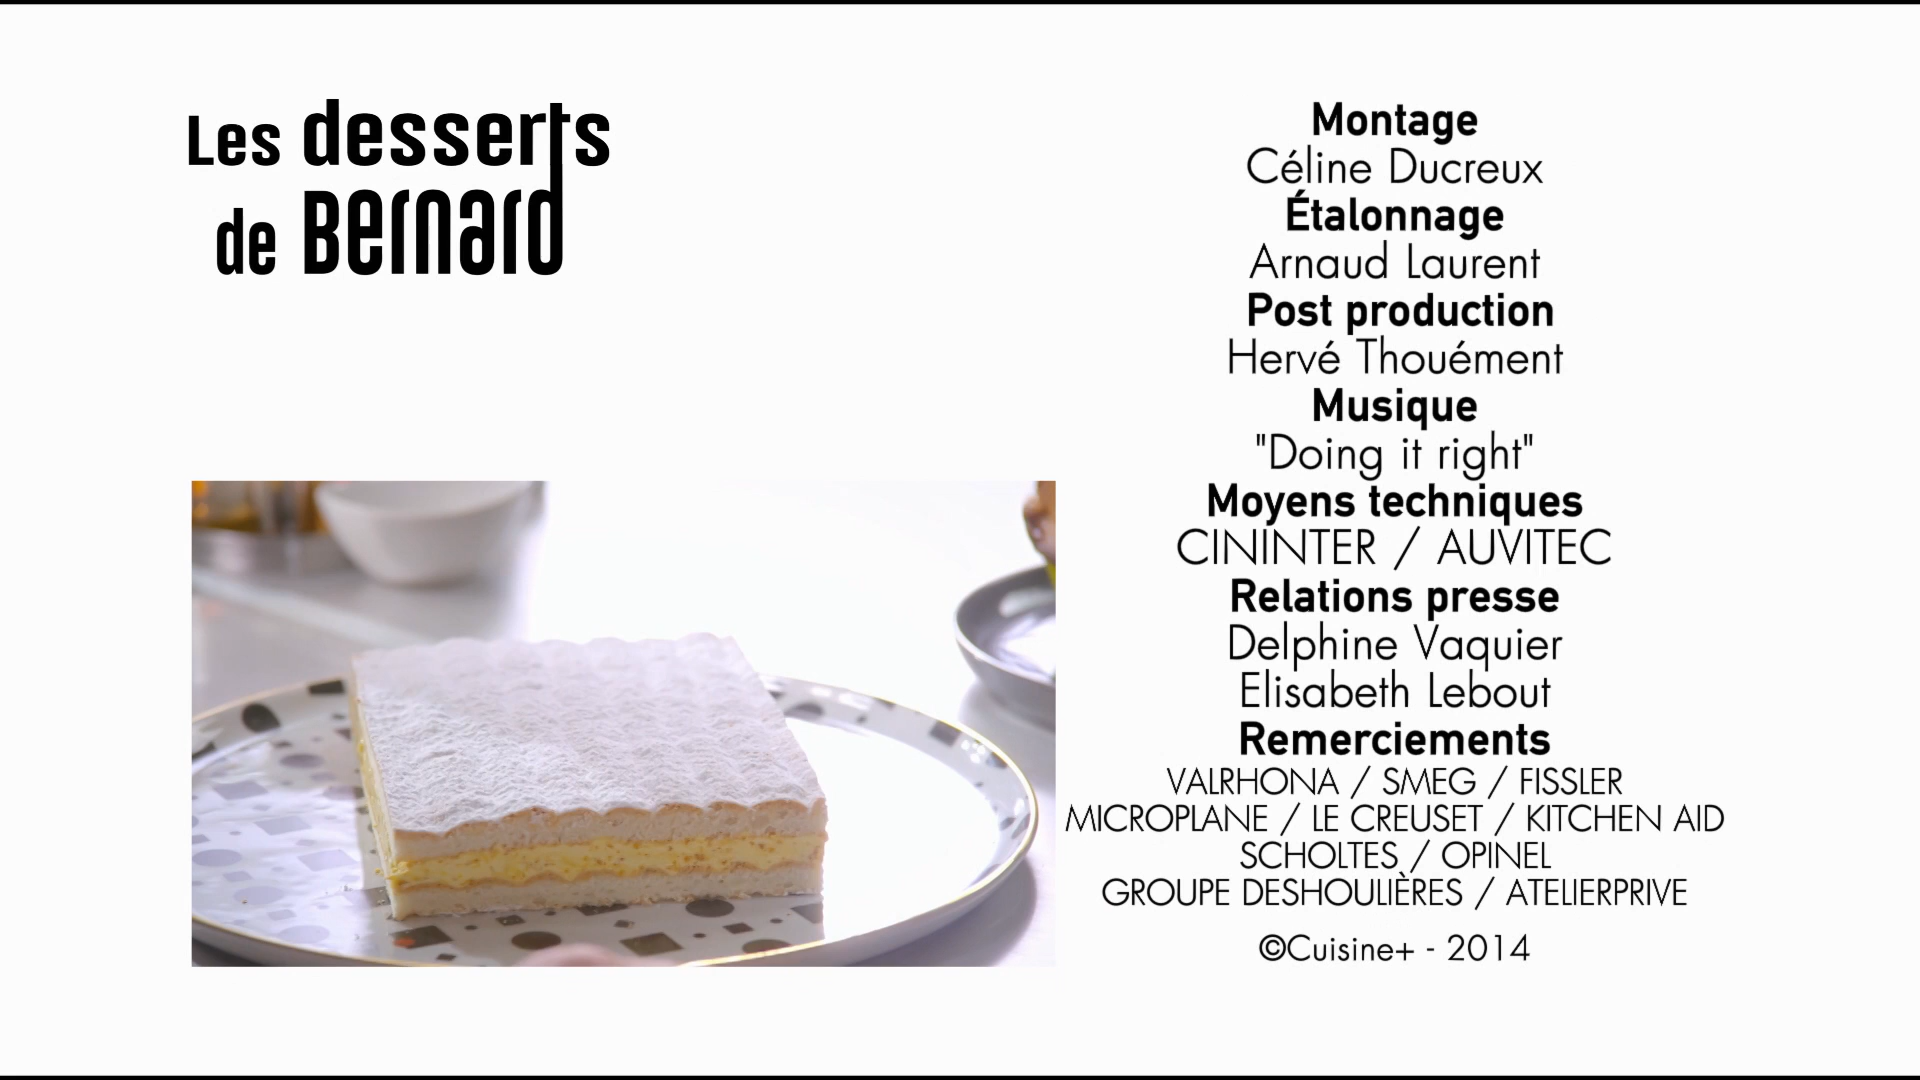 Les desserts
de Bernard
Montage
Céline Ducreux
Étalonnage
Arnaud Laurent
Post production
Hervé Thouément
Musique
"Doing it right"
Moyens techniques
CININTER / AUVITEC
Relations presse
Delphine Vaquier
Elisabeth Lebout
Remerciements
VALRHONA / SMEG / FISSLER
MICROPLANE / LE CREUSET / KITCHEN AID
SCHOLTES / OPINEL
GROUPE DESHOULIÈRES / ATELIERPRIVE
©Cuisine+ - 2014